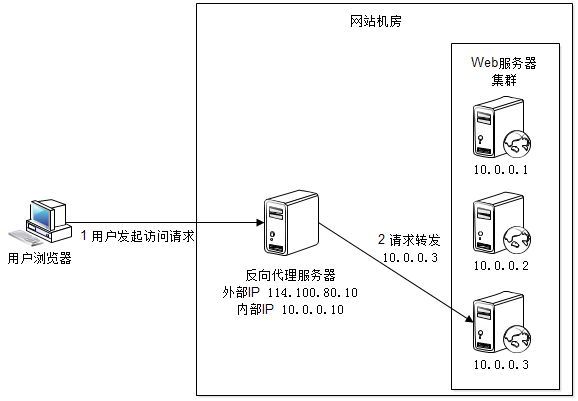 网站机房
Web服务器
集群
10.0.0.1
1 用户发起访问请求
用户浏览器
2 请求转发
10.0.0.3
10.0.0.2
反向代理服务器
外部IP 114.100.80.10
内部IP 10.0.0.10
10.0.0.3